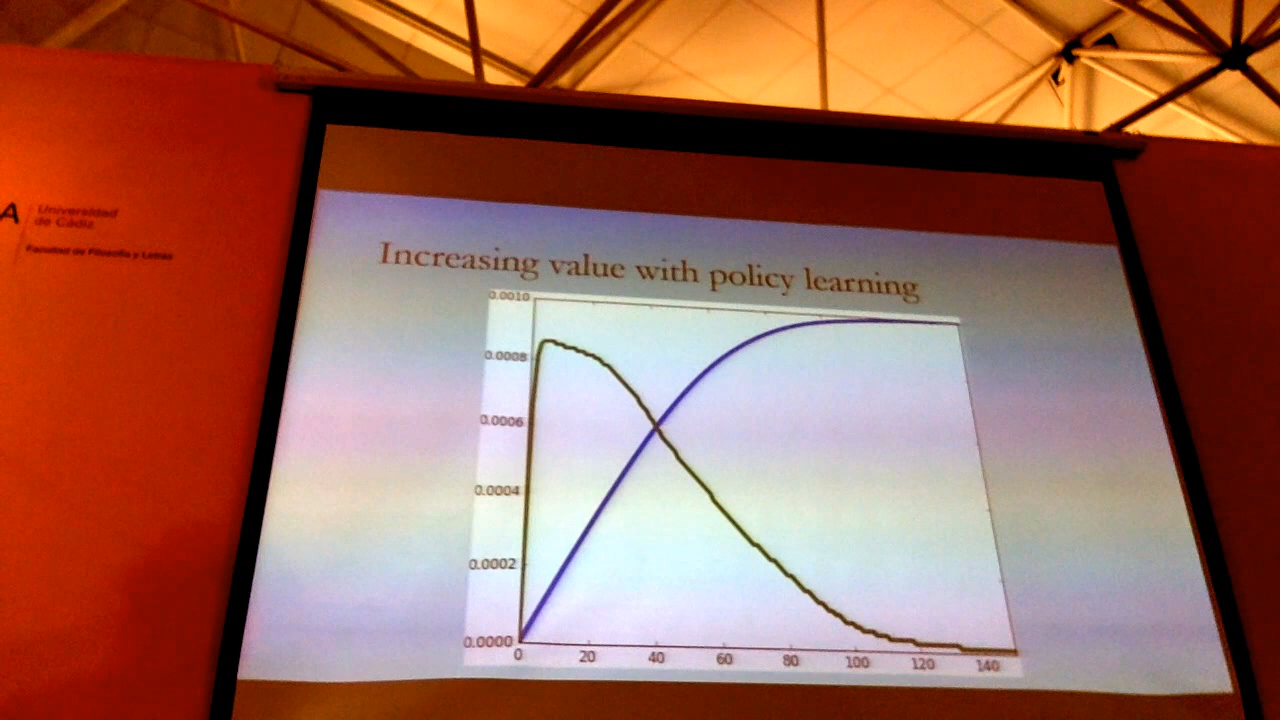 A
Universidad
de Cádiz
Facultad de Filosofía y Letras
Increasing value with policy learning
0.0010
0.0008
0.0006
0.0004
0.0002
0.0000
0 20 40 60 80 100 120 140